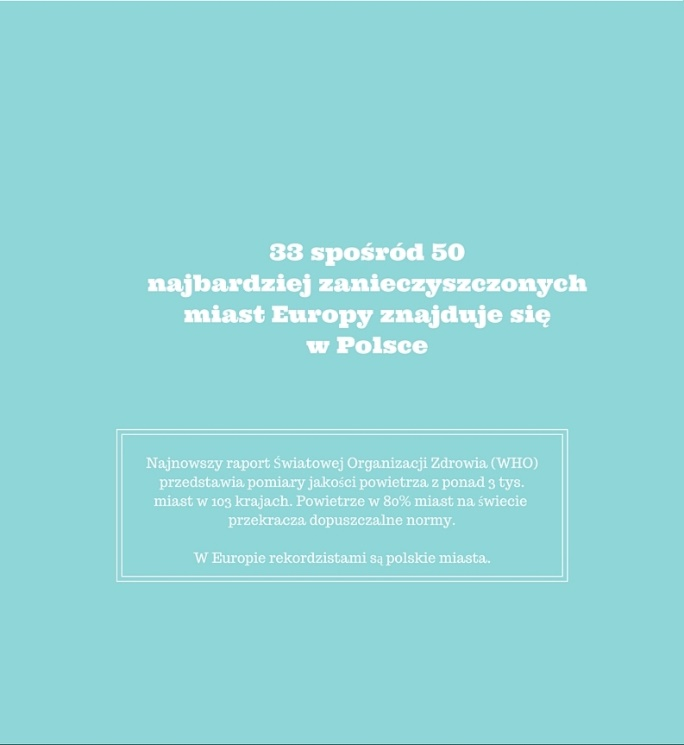 33 spośród 50
najbardziej zanieczyszczonych
miast Europy znajduje się
w Polsce
Najnowszy raport Światowej Organizacji Zdrowia (WHO)
przedstawia pomiary jakości powietrza z ponad 3 tys.
miast w 103 krajach. Powietrze w 80% miast na świecie
przekracza dopuszczalne normy.
W Europie rekordzistami są polskie miasta.